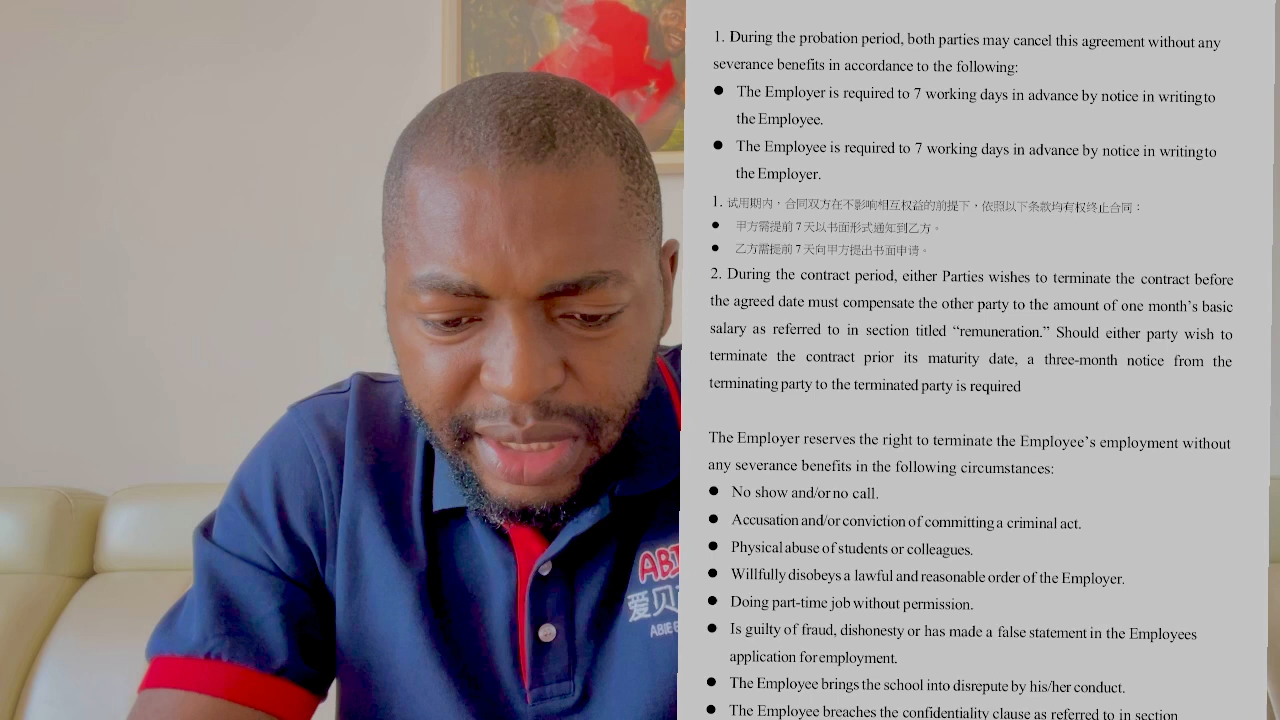 1. During the probation period, both parties may cancel this agreement without any
severance benefits in accordance to the following:
● The Employer is required to 7 working days in advance by notice in writing to
the Employee.
● The Employee is required to 7 working days in advance by notice in writing to
the Employer.
1. 试用期内，合同双方在不影响相互权益的前提下，依照以下条款均有权终止合同：
● 甲方需提前 7 天以书面形式通知到乙方。
● 乙方需提前 7 天向甲方提出书面申请。
2. During the contract period, either Parties wishes to terminate the contract before
the agreed date must compensate the other party to the amount of one month’s basic
salary as referred to in section titled “remuneration.” Should either party wish to
terminate the contract prior its maturity date, a three-month notice from the
terminating party to the terminated party is required
The Employer reserves the right to terminate the Employee’s employment without
any severance benefits in the following circumstances:
● No show and/or no call.
● Accusation and/or conviction of committing a criminal act.
● Physical abuse of students or colleagues.
● Willfully disobeys a lawful and reasonable order of the Employer.
● Doing part-time job without permission.
● Is guilty of fraud, dishonesty or has made a false statement in the Employees
application for employment.
● The Employee brings the school into disrepute by his/her conduct.
● The Employee breaches the confidentiality clause as referred to in section
ABI
爱贝
ABIE